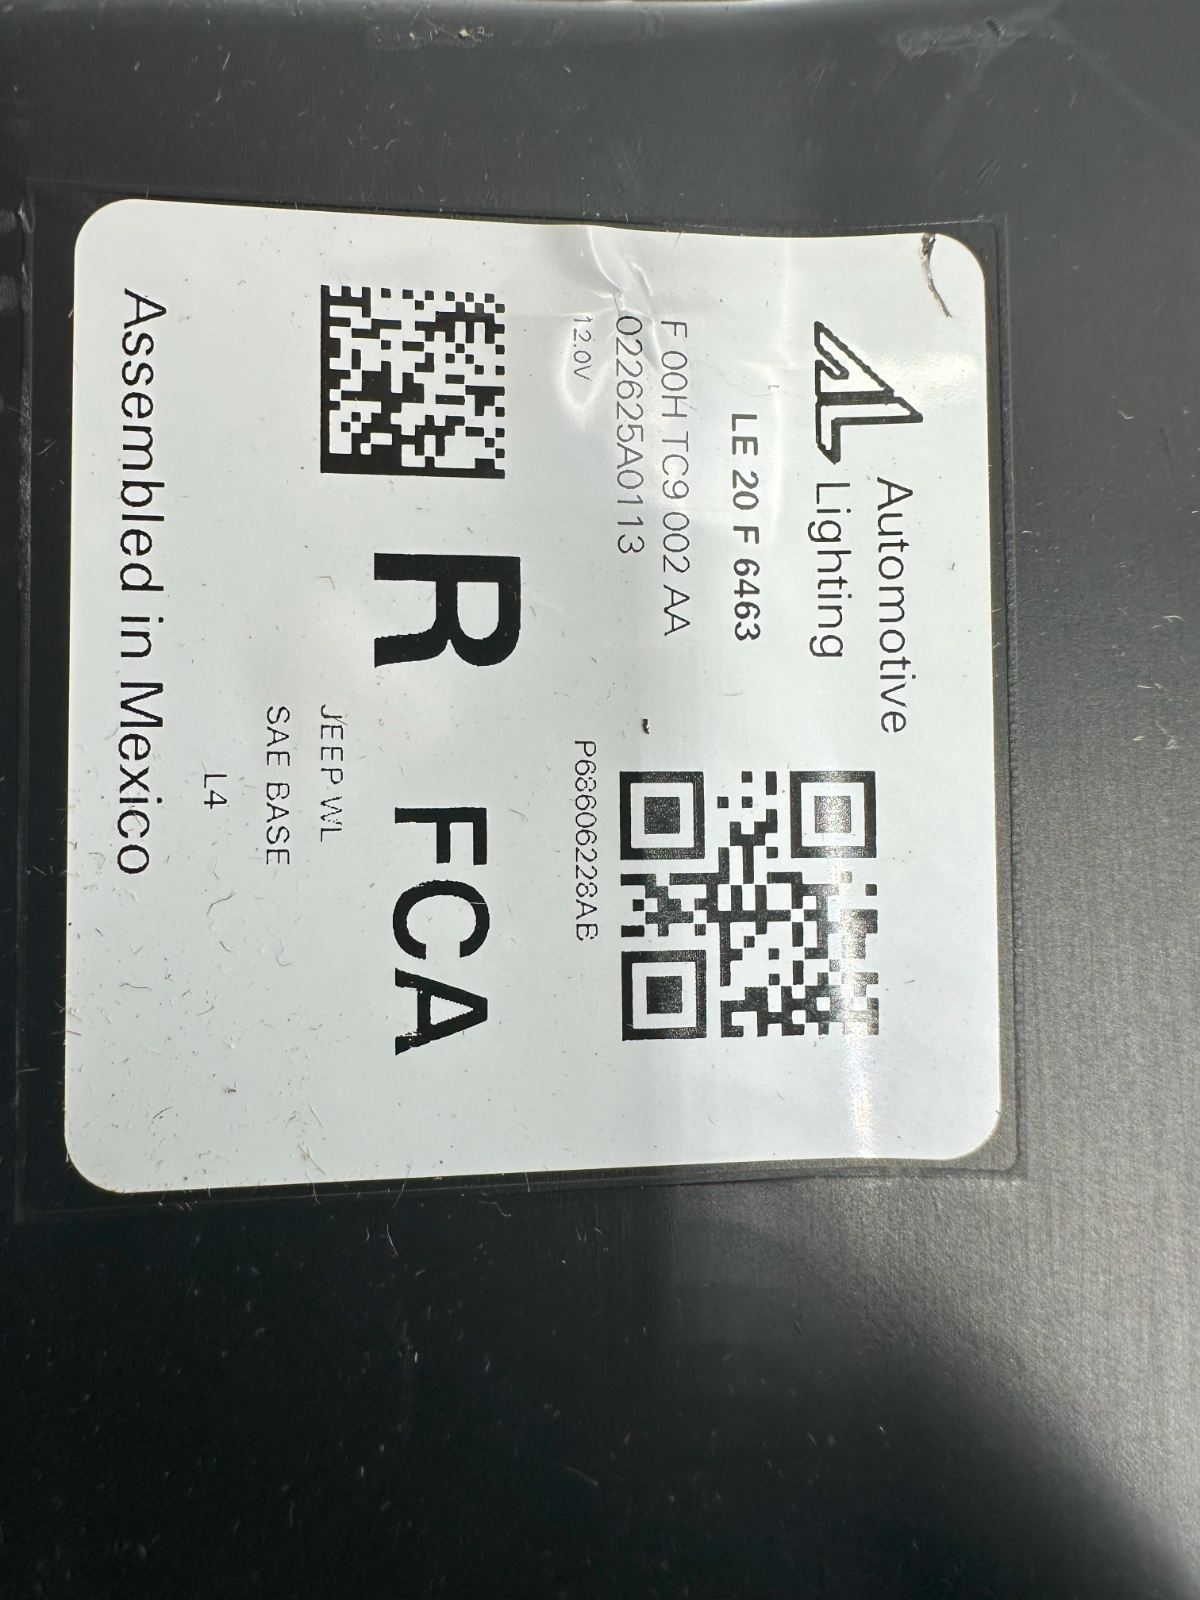 Automotive
Lighting
LE 20 F 6463
F 00H TC9 002 AA
022625A0113
12.0V
P68606228AB
R FCA
JEEP WL
SAE BASE
L4
Assembled in Mexico